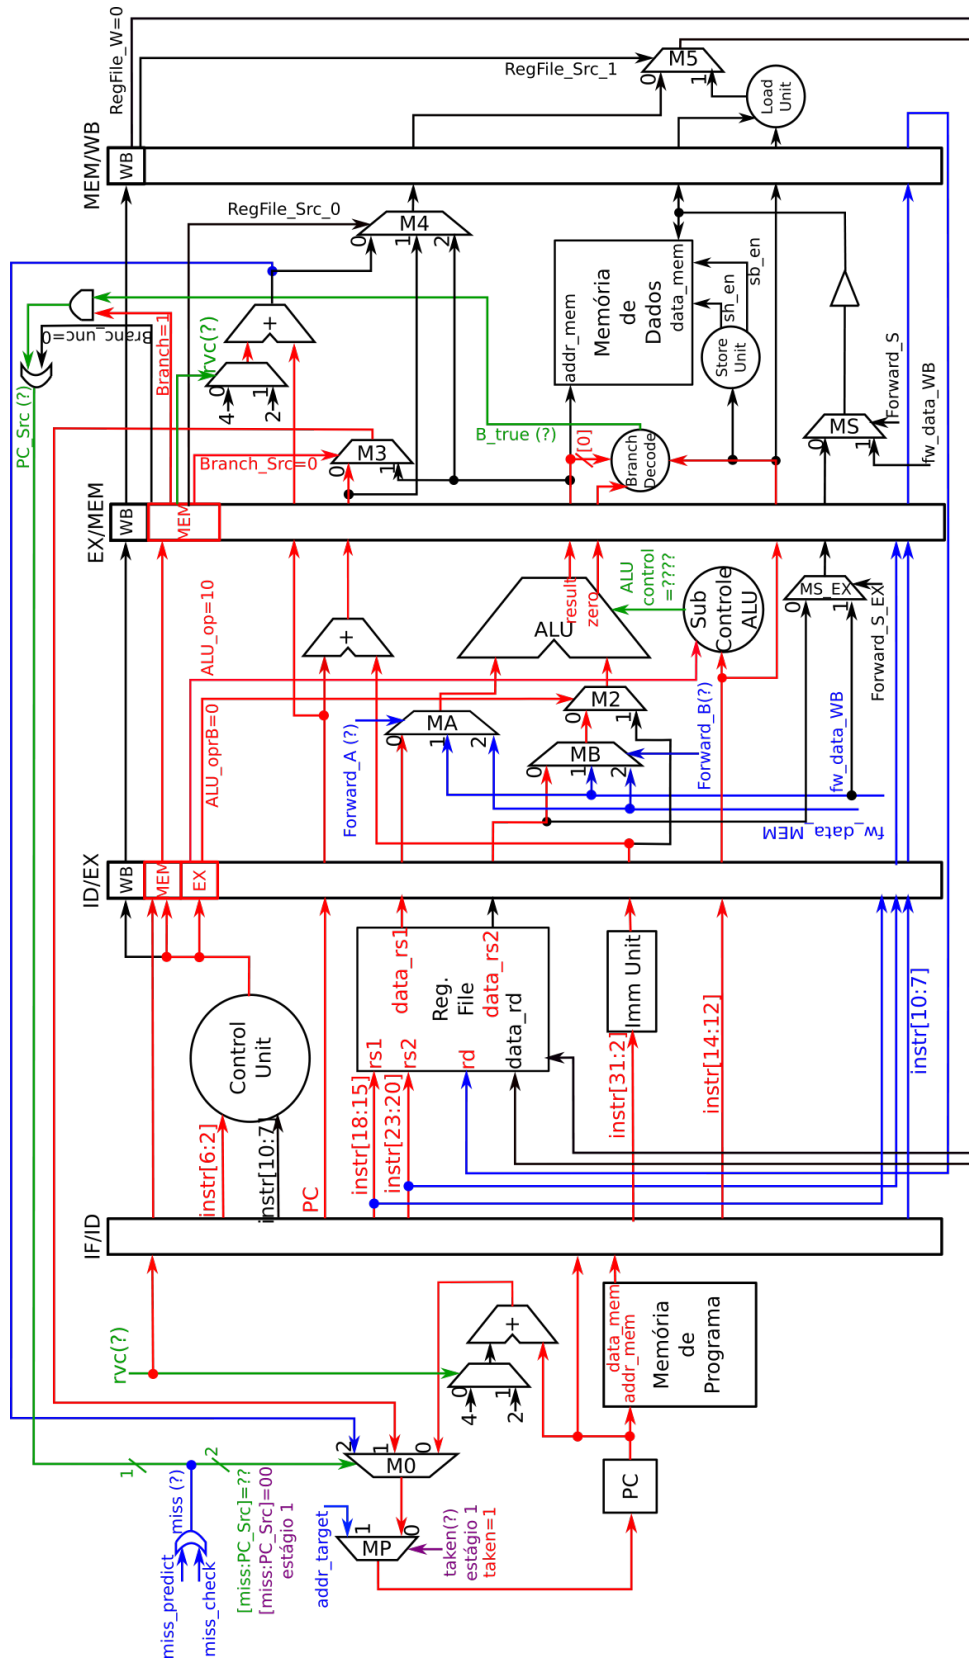 IF/ID
ID/EX
EX/MEM
MEM/WB
miss_predict
miss_check
miss (?)
[miss:PC_Src]=??
[miss:PC_Src]=00
estágio 1
1
2
addr_target
1
0
MP
taken(?)
estágio 1
taken=1
2
1
0
M0
rvc(?)
4
2
0
1
+
PC
data_mem
addr_mem
Memória
de
Programa
instr[6:2]
instr[10:7]
Control
Unit
PC
instr[18:15]
instr[23:20]
rs1
rs2
rd
data_rd
Reg.
File
data_rs1
data_rs2
instr[31:2]
Imm Unit
instr[14:12]
instr[10:7]
WB
MEM
EX
ALU_op=10
ALU_oprB=0
Forward_A (?)
0
1
2
MA
0
1
2
MB
Forward_B(?)
0
1
M2
fw_data_WB
fw_data_MEM
+
ALU
result
zero
ALU
control
=????
Sub
Controle
ALU
0
1
MS_EX
Forward_S_EX
WB
MEM
PC_Src (?)
Branc_unc=0
Branch=1
rvc(?)
4
2
0
1
+
Branch_Src=0
0
1
M3
B_true (?)
[0]
Branch
Decode
RegFile_Src_0
0
1
2
M4
addr_mem
Memória
de
Dados
data_mem
sh_en
sb_en
Store
Unit
0
1
MS
Forward_S
fw_data_WB
WB
RegFile_W=0
RegFile_Src_1
0
1
M5
Load
Unit